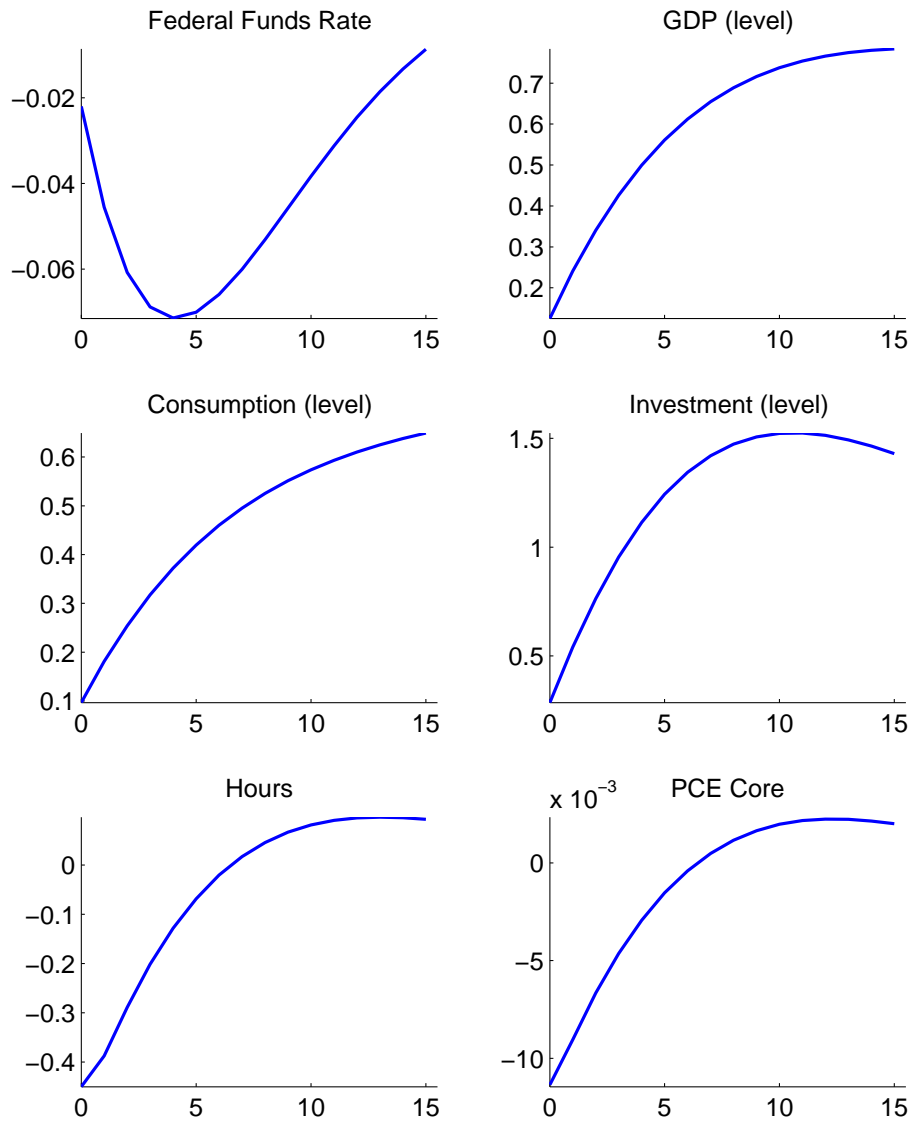 Federal Funds Rate
−0.02
−0.04
−0.06
0 5 10 15
GDP (level)
0.7
0.6
0.5
0.4
0.3
0.2
0 5 10 15
Consumption (level)
0.6
0.5
0.4
0.3
0.2
0.1
0 5 10 15
Investment (level)
1.5
1
0.5
0 5 10 15
Hours
0
−0.1
−0.2
−0.3
−0.4
0 5 10 15
x 10−3
PCE Core
0
−5
−10
0 5 10 15